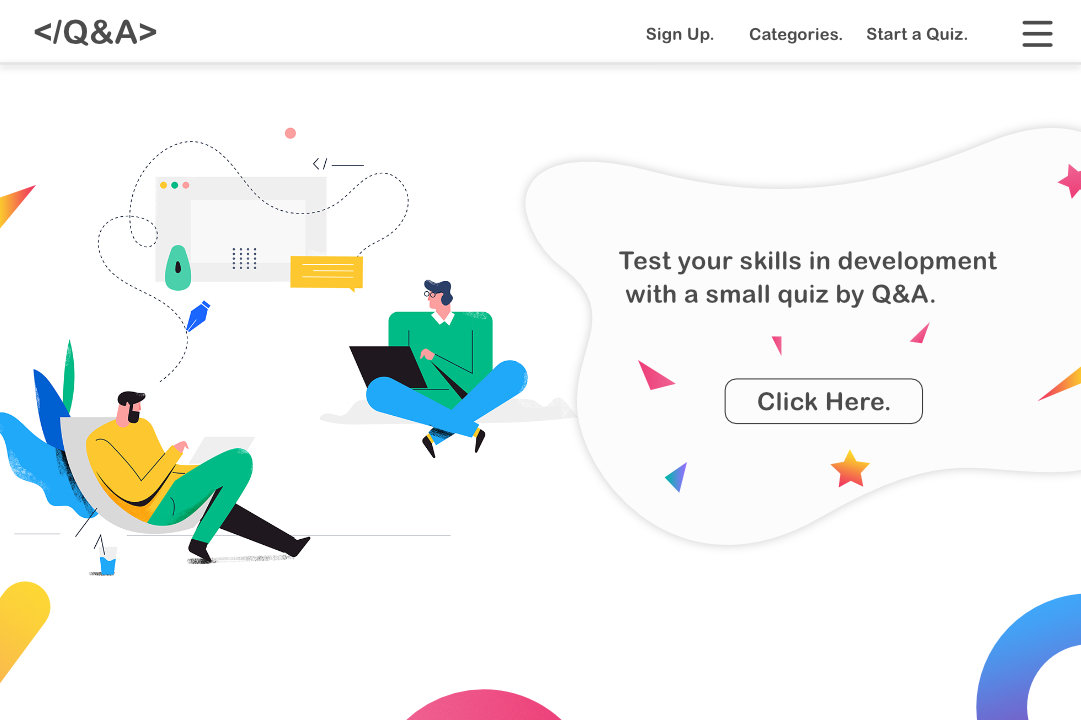 </Q&A>
Sign Up.
Categories.
Start a Quiz.
</
Test your skills in development
with a small quiz by Q&A.
Click Here.